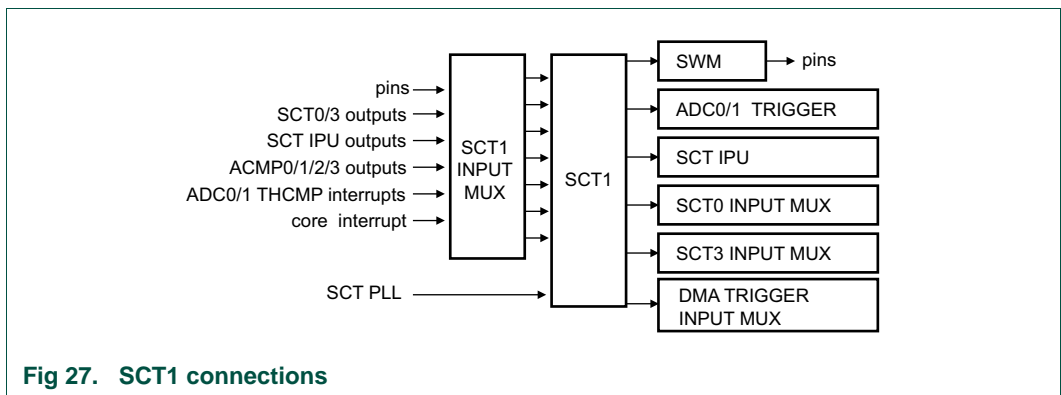 pins
SCT0/3 outputs
SCT IPU outputs
ACMP0/1/2/3 outputs
ADC0/1 THCMP interrupts
core interrupt
SCT PLL
SCT1
INPUT
MUX
SCT1
SWM
pins
ADC0/1 TRIGGER
SCT IPU
SCT0 INPUT MUX
SCT3 INPUT MUX
DMA TRIGGER
INPUT MUX
Fig 27. SCT1 connections